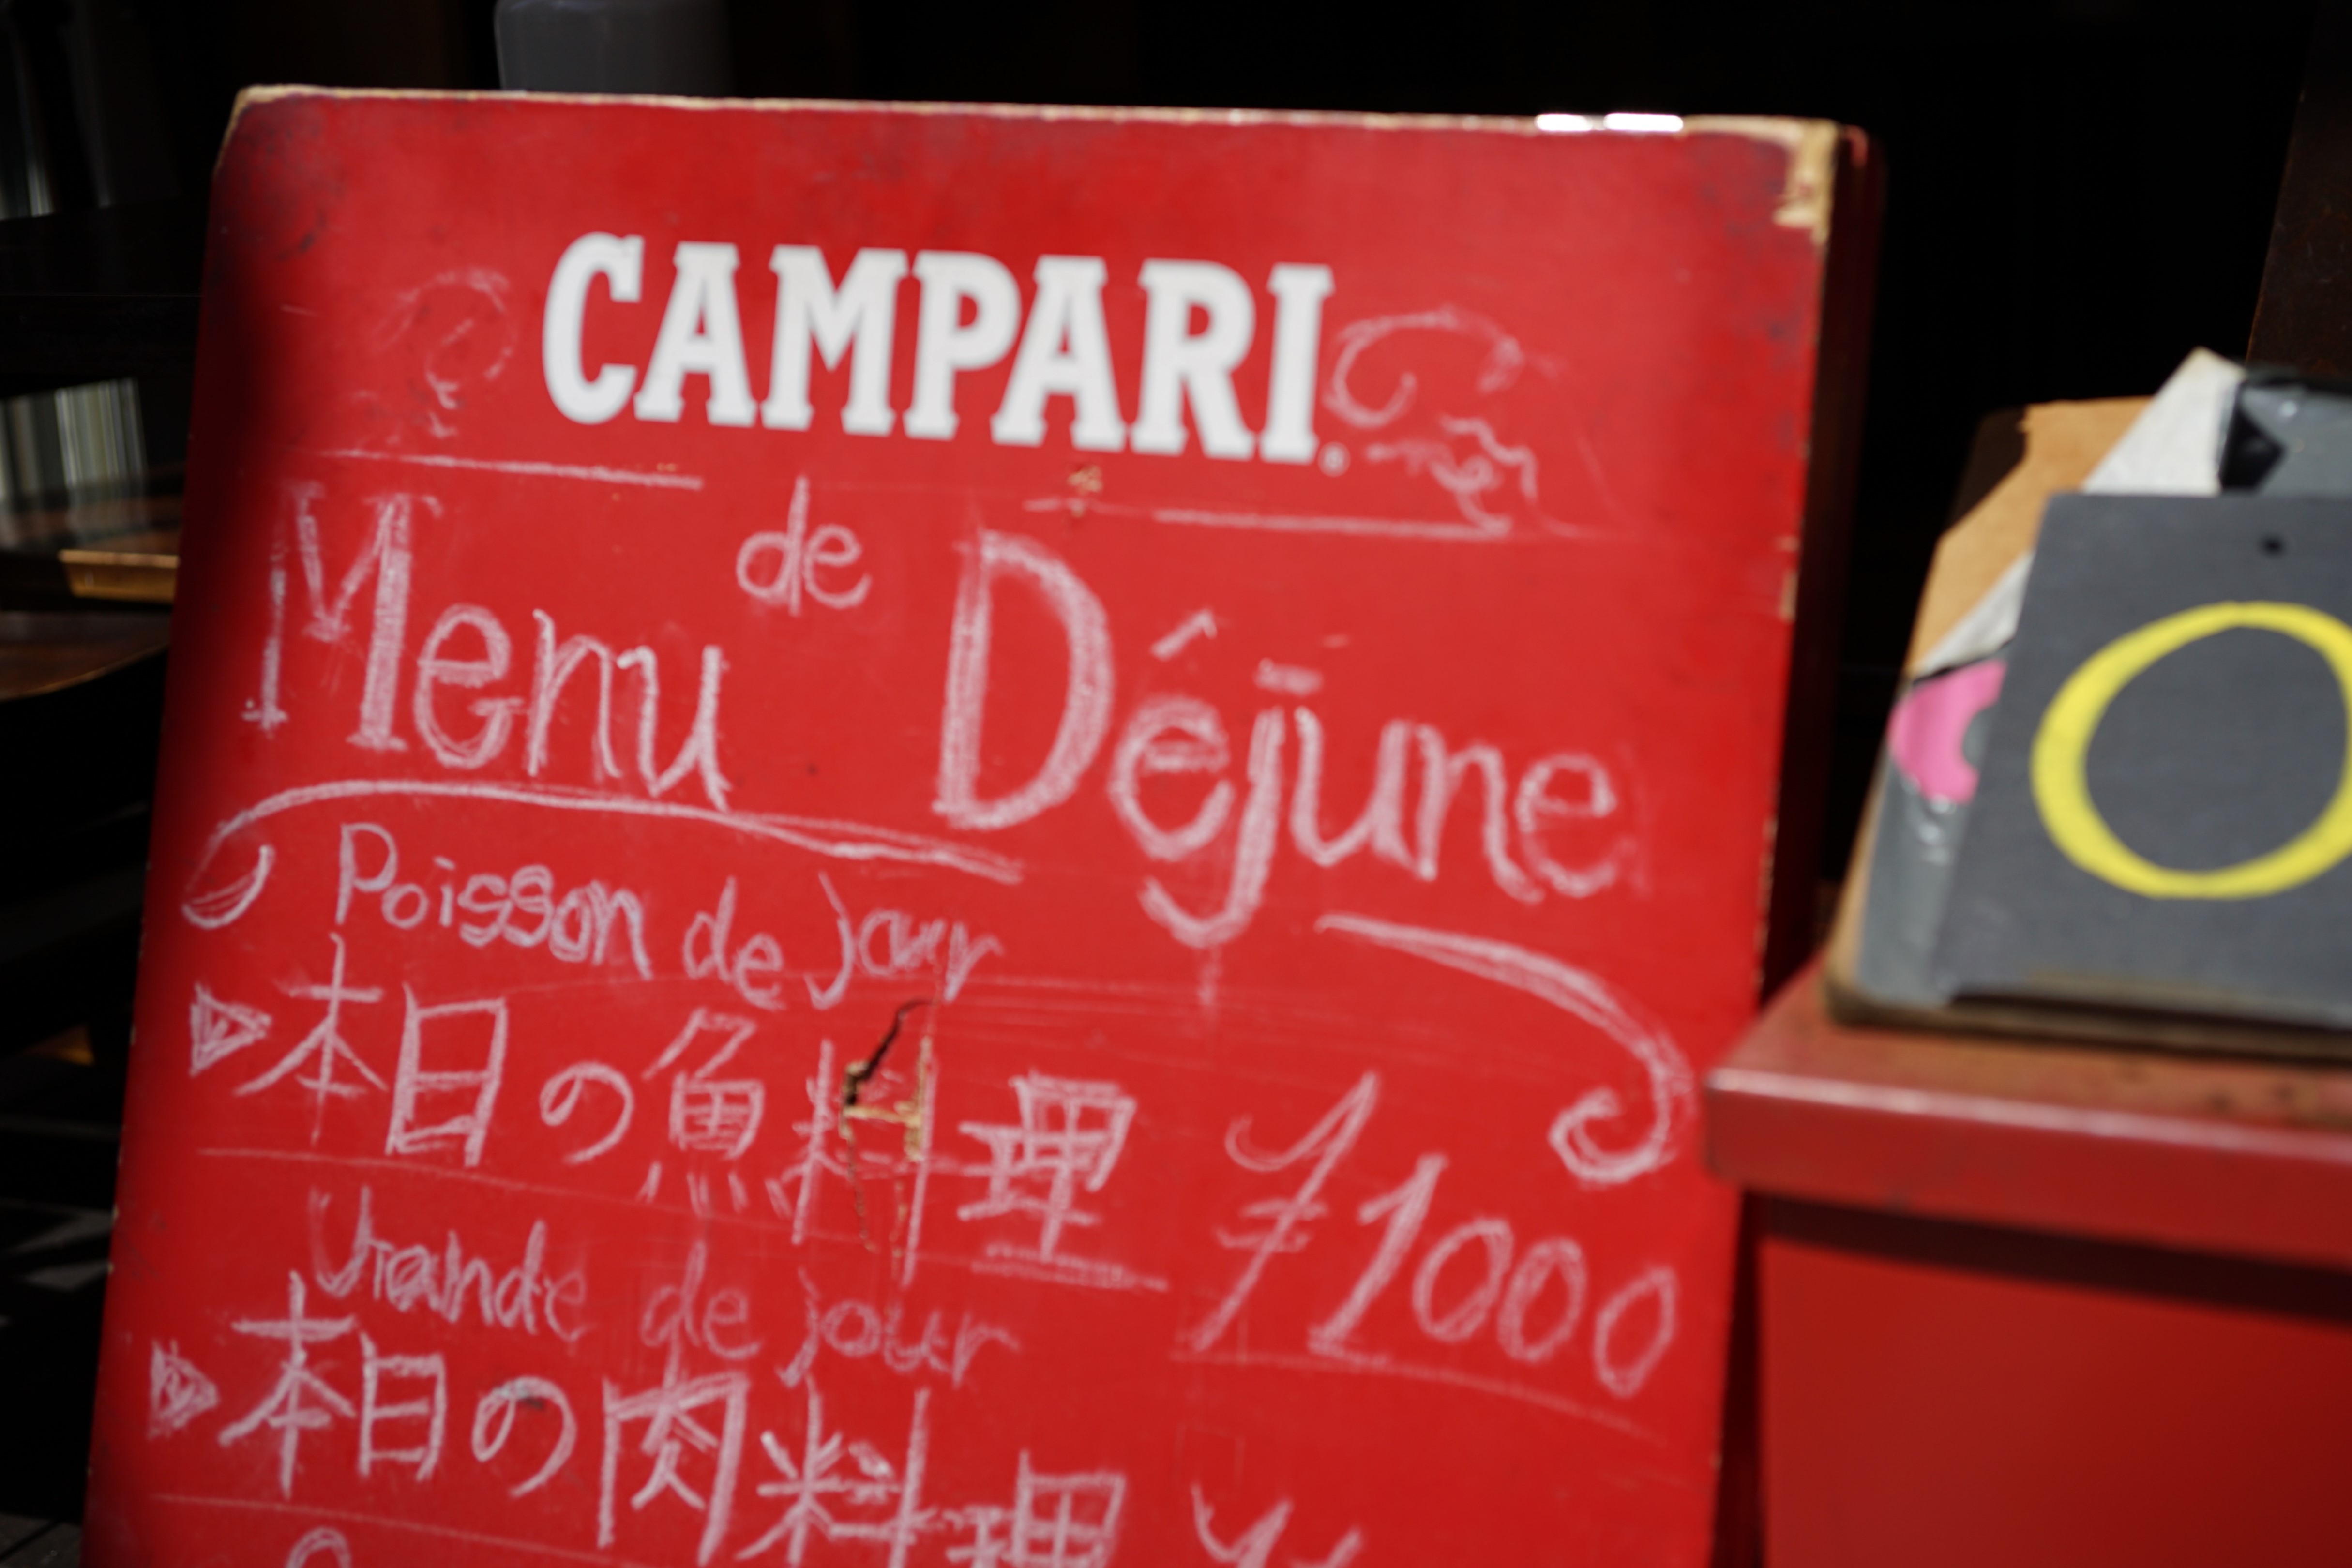 CAMPARI®
Menu de Déjune
Poisson de jour
本日の魚料理 ¥1000
Viande de jour
本日の肉料理 ¥
O